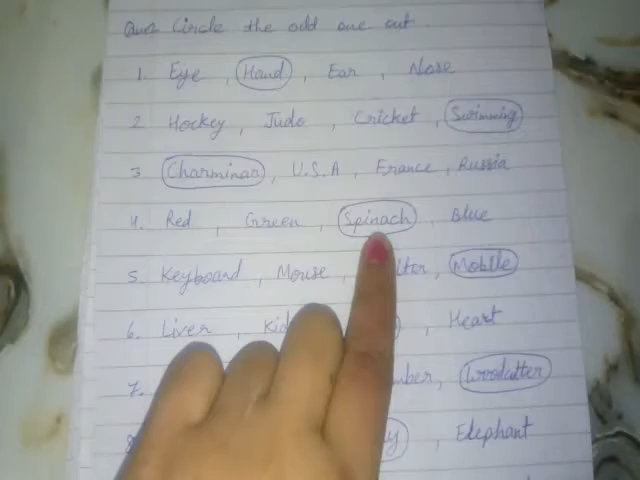 Ques Circle the odd one out.
1. Eye, Hand, Ear, Nose
2. Hockey, Judo, Cricket, Swimming
3. Charminar, U.S.A, France, Russia
4. Red, Green, Spinach, Blue
5. Keyboard, Mouse, Mobile
6. Liver, Heart
7. Woodcutter
8. Elephant